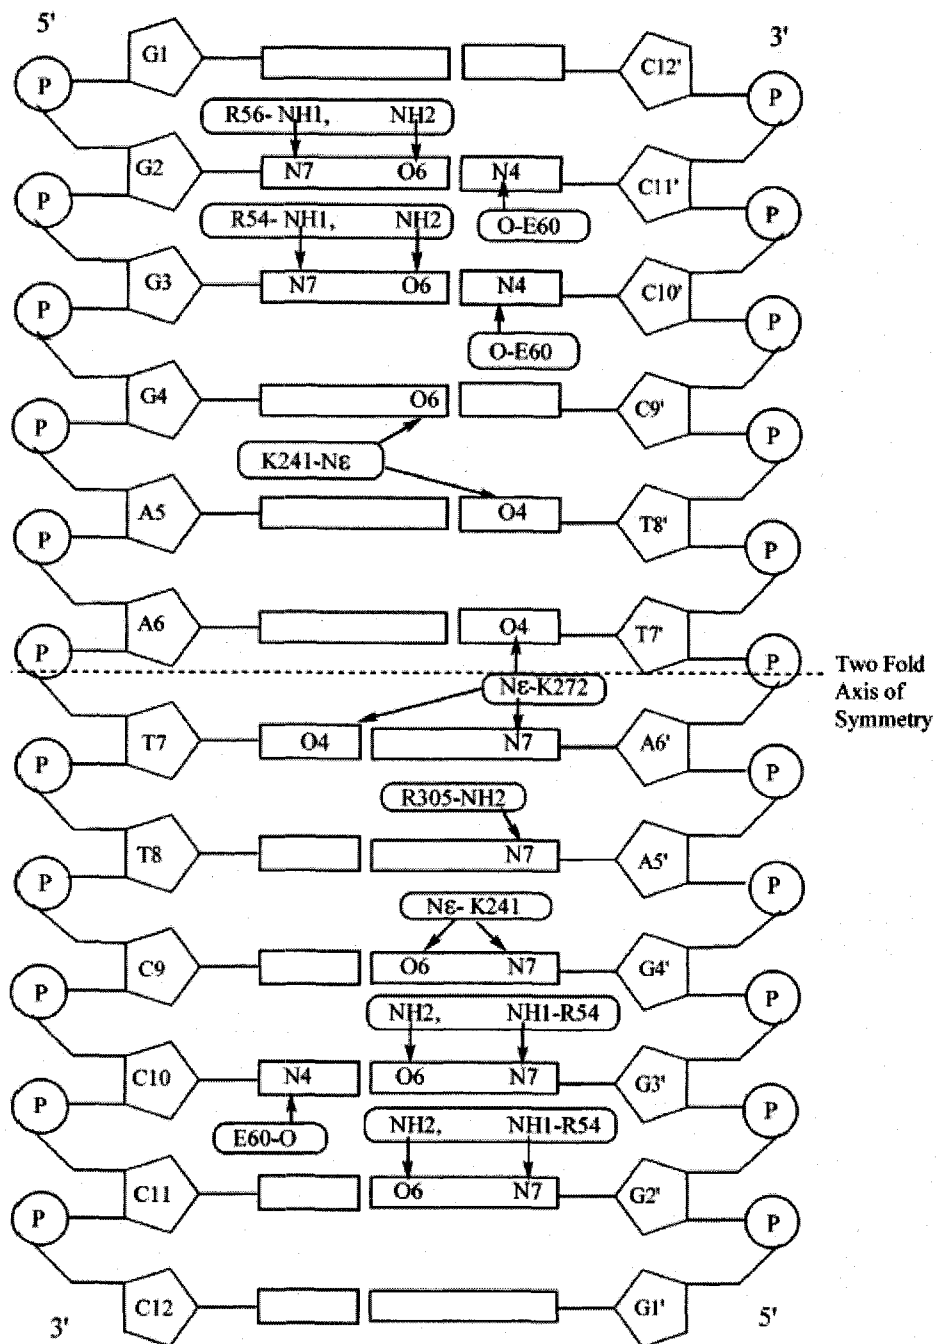 5'
3'
P G1 C12' P
R56- NH1, NH2
P G2 N7 O6 N4 C11' P
R54- NH1, NH2 O-E60
P G3 N7 O6 N4 C10' P
O-E60
P G4 O6 C9' P
K241-Nε
P A5 O4 T8' P
P A6 O4 T7' P
Two Fold
Axis of
Symmetry
Nε-K272
P T7 O4 N7 A6' P
R305-NH2
P T8 N7 A5' P
Nε- K241
P C9 O6 N7 G4' P
NH2, NH1-R54
P C10 N4 O6 N7 G3' P
E60-O NH2, NH1-R54
P C11 O6 N7 G2' P
C12 G1'
3' 5'